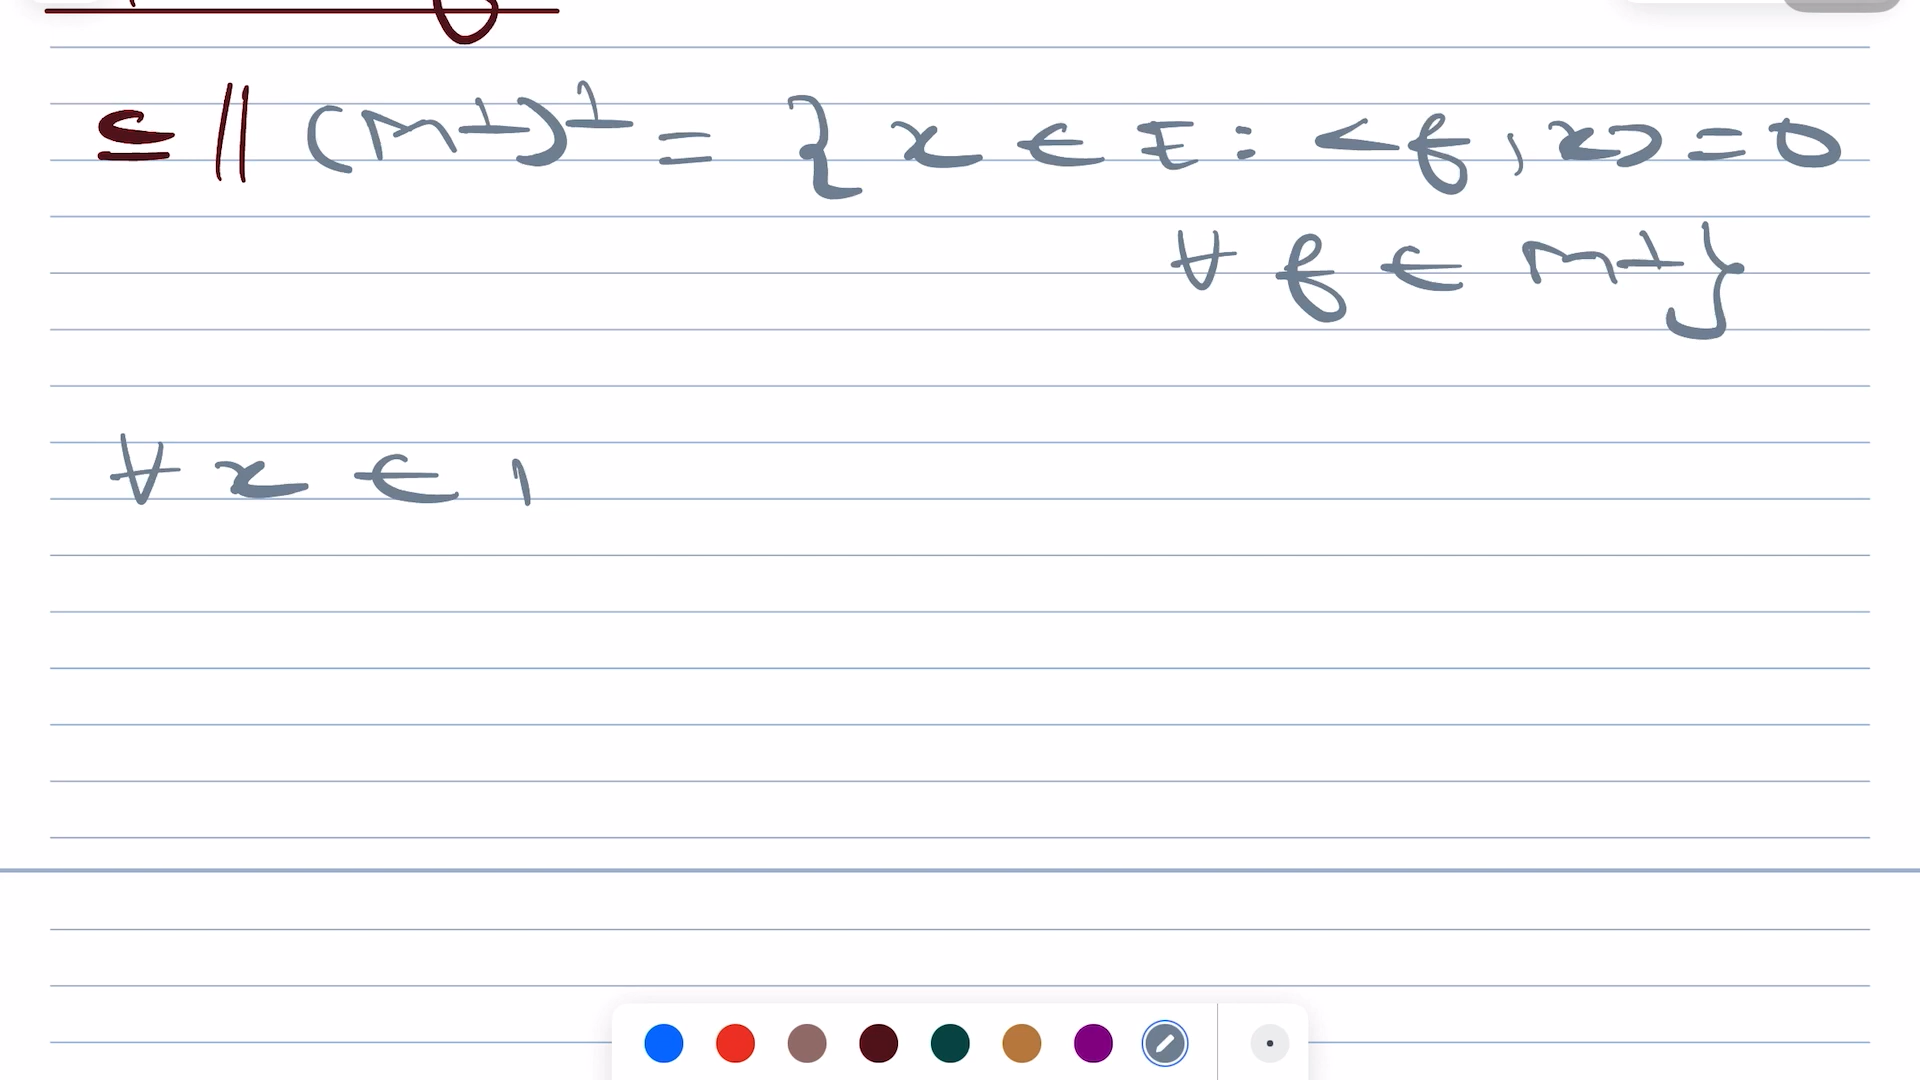 ⊆ || (M⊥)⊥ = {x ∈ E : <f, x> = 0
∀ f ∈ M⊥}
∀ x ∈